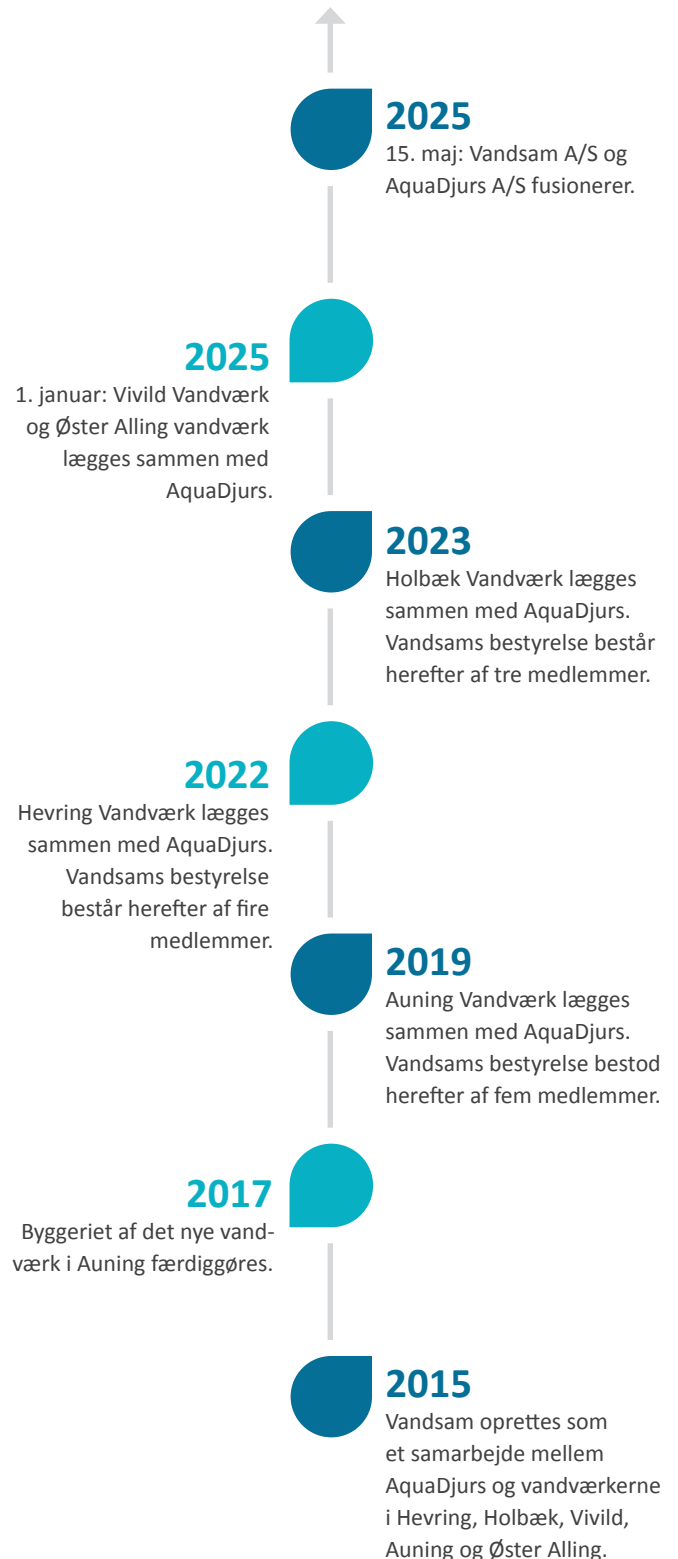 2025
15. maj: Vandsam A/S og
AquaDjurs A/S fusionerer.
2025
1. januar: Vivild Vandværk
og Øster Alling vandværk
lægges sammen med
AquaDjurs.
2023
Holbæk Vandværk lægges
sammen med AquaDjurs.
Vandsams bestyrelse består
herefter af tre medlemmer.
2022
Hevring Vandværk lægges
sammen med AquaDjurs.
Vandsams bestyrelse
består herefter af fire
medlemmer.
2019
Auning Vandværk lægges
sammen med AquaDjurs.
Vandsams bestyrelse bestod
herefter af fem medlemmer.
2017
Byggeriet af det nye vand-
værk i Auning færdiggøres.
2015
Vandsam oprettes som
et samarbejde mellem
AquaDjurs og vandværkerne
i Hevring, Holbæk, Vivild,
Auning og Øster Alling.